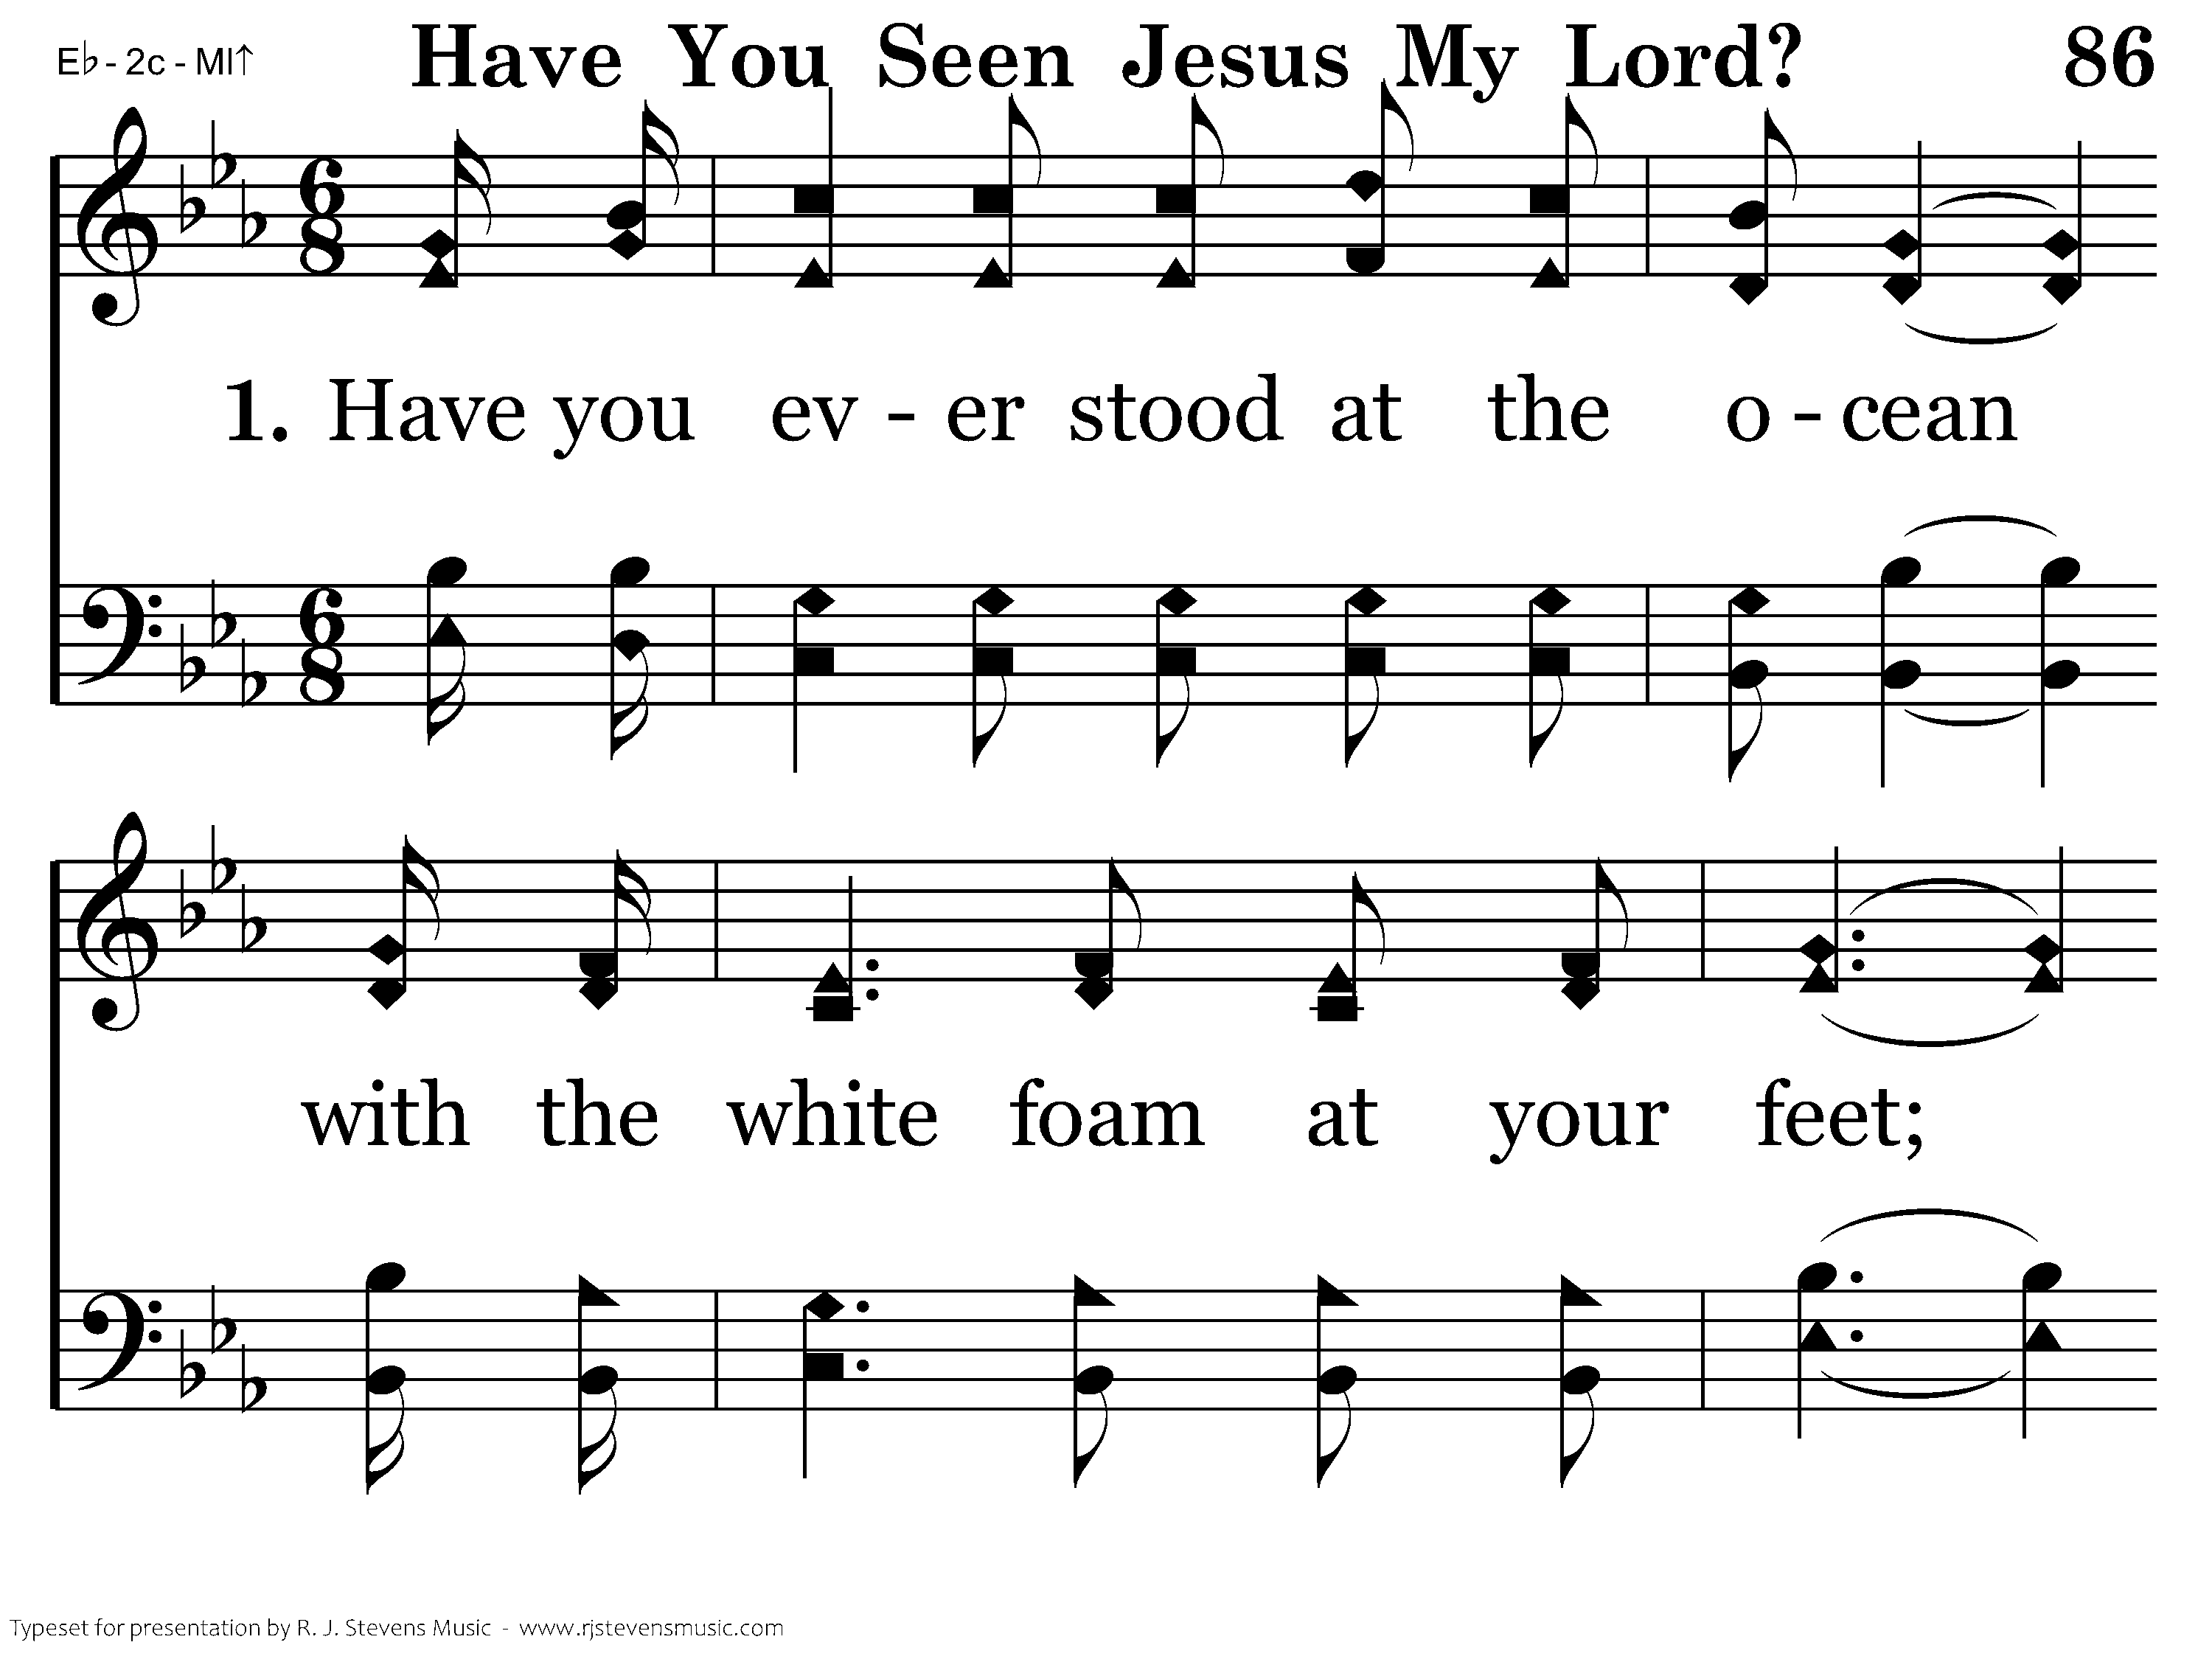 E♭ - 2c - MI↑ Have You Seen Jesus My Lord? 86
1. Have you ev - er stood at the o - cean
with the white foam at your feet;
Typeset for presentation by R. J. Stevens Music - www.rjstevensmusic.com